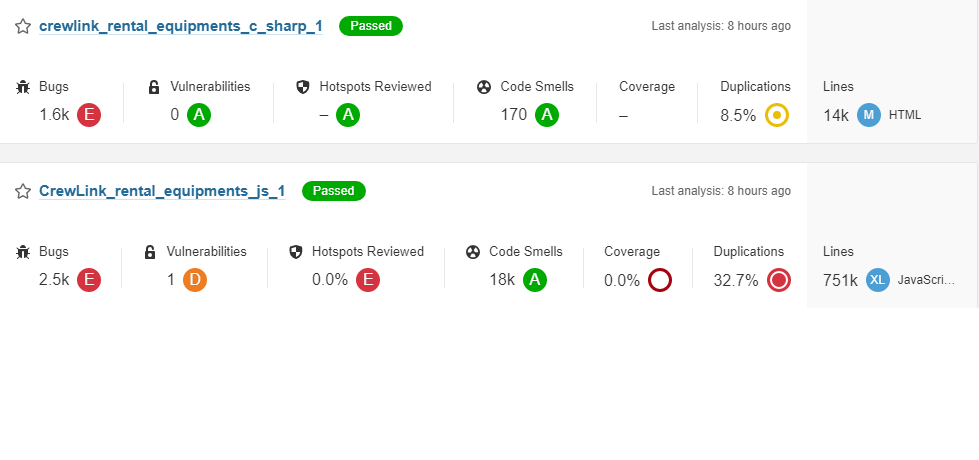 crewlink_rental_equipments_c_sharp_1 Passed Last analysis: 8 hours ago
Bugs Vulnerabilities Hotspots Reviewed Code Smells Coverage Duplications Lines
1.6k E 0 A – A 170 A – 8.5% 14k M HTML
CrewLink_rental_equipments_js_1 Passed Last analysis: 8 hours ago
Bugs Vulnerabilities Hotspots Reviewed Code Smells Coverage Duplications Lines
2.5k E 1 D 0.0% E 18k A 0.0% 32.7% 751k XL JavaScri...